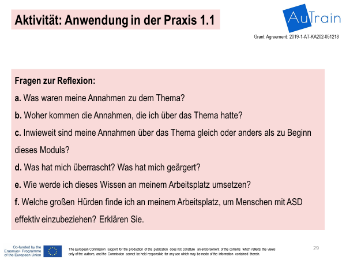 Aktivität: Anwendung in der Praxis 1.1
AuTrain
Grant Agreement,
Fragen zur Reflexion:
a. Was waren meine Annahmen zu dem Thema?
b. Woher kommen die Annahmen, die ich über das Thema hatte?
c. Inwieweit sind meine Annahmen über das Thema gleich oder anders als zu Beginn
dieses Moduls?
d. Was hat mich überrascht? Was hat mich geärgert?
e. Wie werde ich dieses Wissen an meinem Arbeitsplatz umsetzen?
f. Welche großen Hürden finde ich an meinem Arbeitsplatz, um Menschen mit ASD
effektiv einzubeziehen? Erklären Sie.
Co-funded by the
Erasmus+ Programme
of the European Union
The European Commission support for the production of this publication does not constitute an endorsement of the contents which reflects the views
only of the authors, and the Commission cannot be held responsible for any use which may be made of the information contained therein.